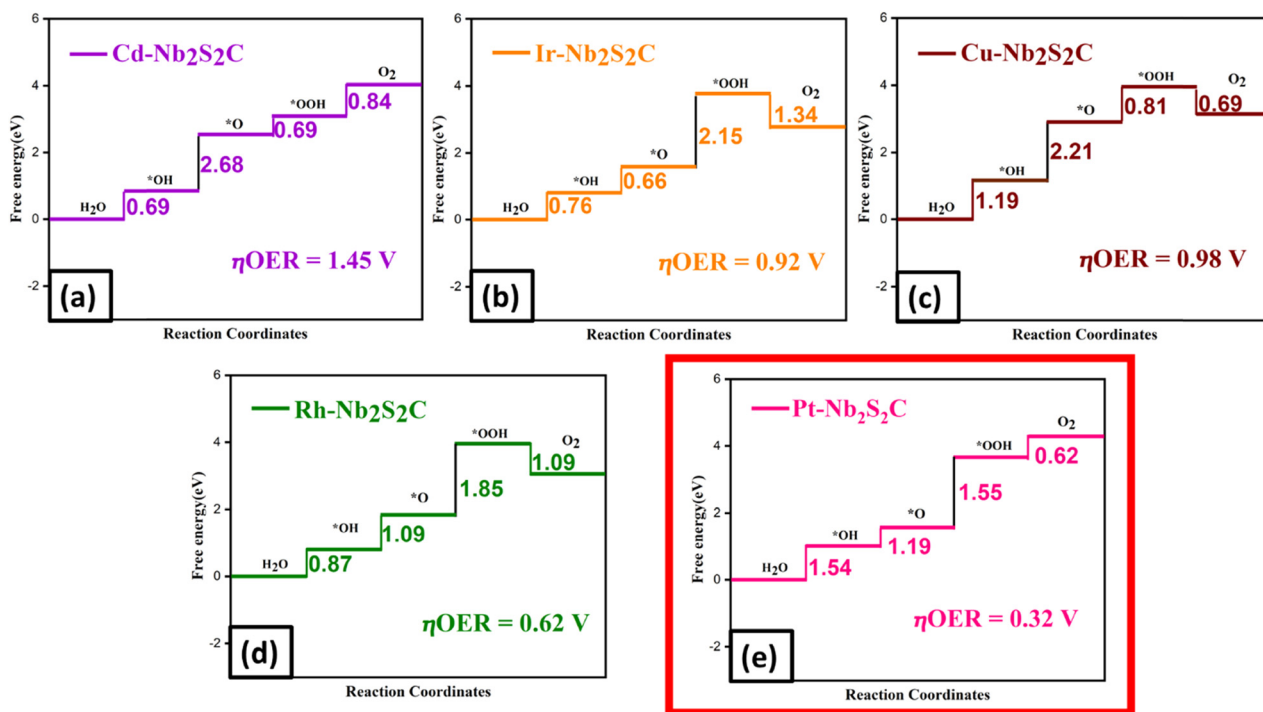 6
4
2
0
-2
Free energy(eV)
Cd-Nb₂S₂C
H₂O
*OH
*O
*OOH
O₂
0.69
2.68
0.69
0.84
ηOER = 1.45 V
(a)
Reaction Coordinates
6
4
2
0
-2
Free energy(eV)
Ir-Nb₂S₂C
H₂O
*OH
*O
*OOH
O₂
0.76
0.66
2.15
1.34
ηOER = 0.92 V
(b)
Reaction Coordinates
6
4
2
0
-2
Free energy(eV)
Cu-Nb₂S₂C
H₂O
*OH
*O
*OOH
O₂
1.19
2.21
0.81
0.69
ηOER = 0.98 V
(c)
Reaction Coordinates
6
4
2
0
-2
Free energy(eV)
Rh-Nb₂S₂C
H₂O
*OH
*O
*OOH
O₂
0.87
1.09
1.85
1.09
ηOER = 0.62 V
(d)
Reaction Coordinates
6
4
2
0
-2
Free energy(eV)
Pt-Nb₂S₂C
H₂O
*OH
*O
*OOH
O₂
1.54
1.19
1.55
0.62
ηOER = 0.32 V
(e)
Reaction Coordinates